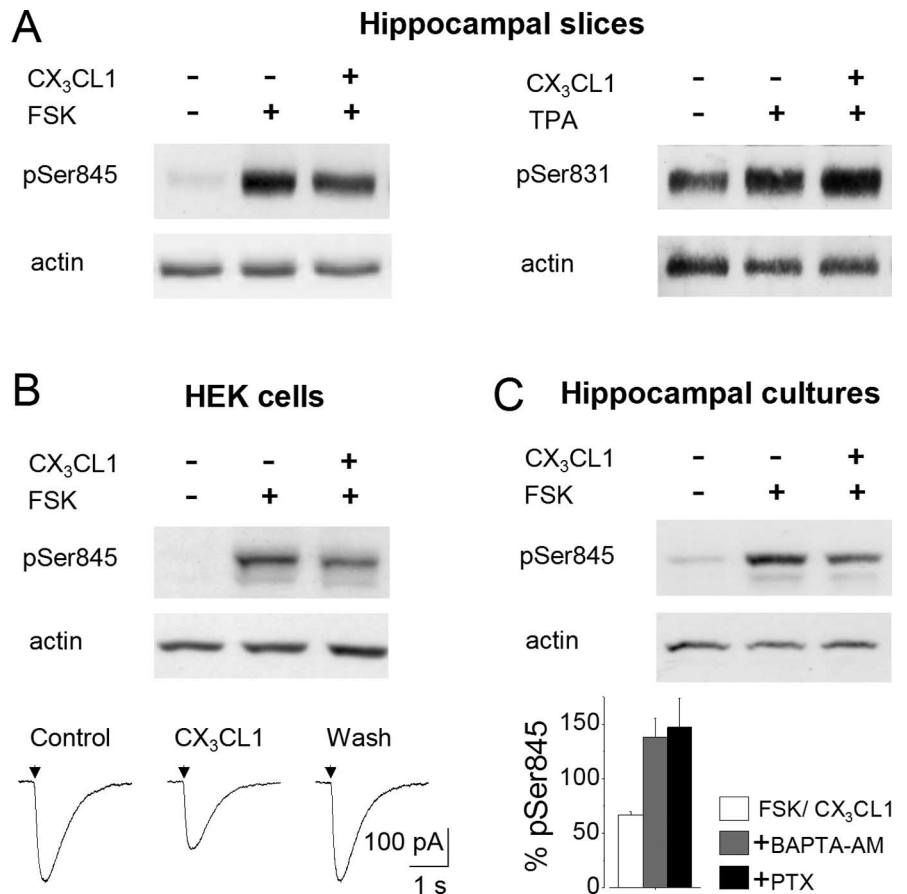 A
Hippocampal slices
CX₃CL1 - - +
FSK - + +
pSer845
actin
CX₃CL1 - - +
TPA - + +
pSer831
actin
B
HEK cells
CX₃CL1 - - +
FSK - + +
pSer845
actin
Control CX₃CL1 Wash
100 pA
1 s
C
Hippocampal cultures
CX₃CL1 - - +
FSK - + +
pSer845
actin
% pSer845
150
100
50
0
FSK/ CX₃CL1
+BAPTA-AM
+PTX